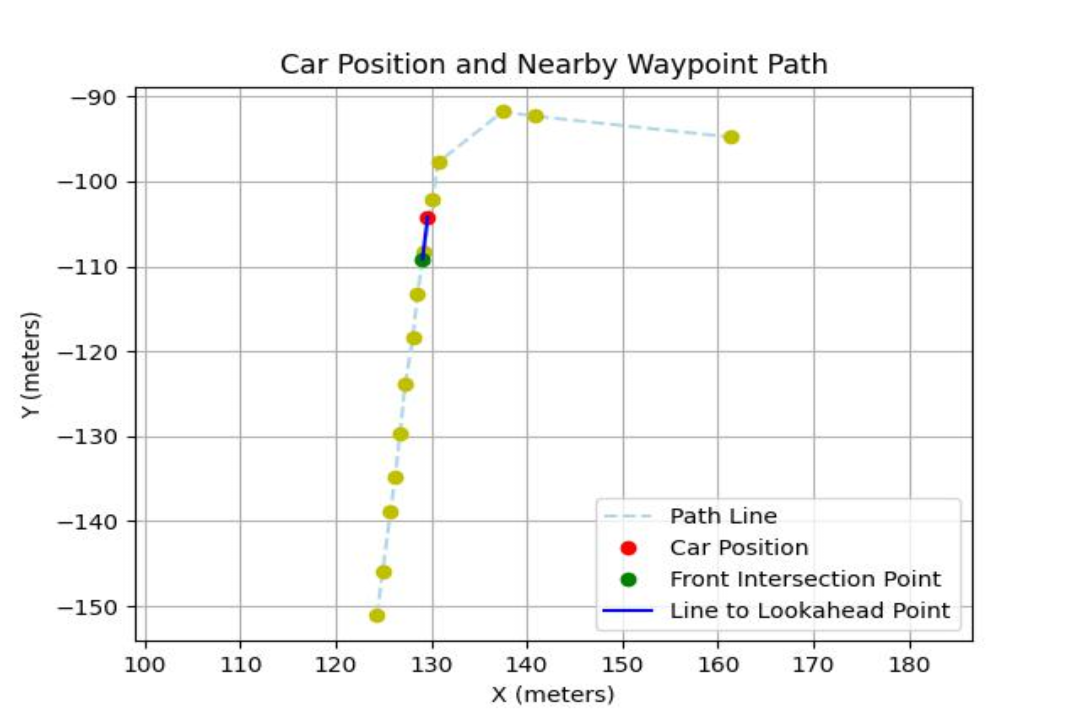 Car Position and Nearby Waypoint Path
−90
−100
−110
−120
−130
−140
−150
Y (meters)
Path Line
Car Position
Front Intersection Point
Line to Lookahead Point
100 110 120 130 140 150 160 170 180
X (meters)